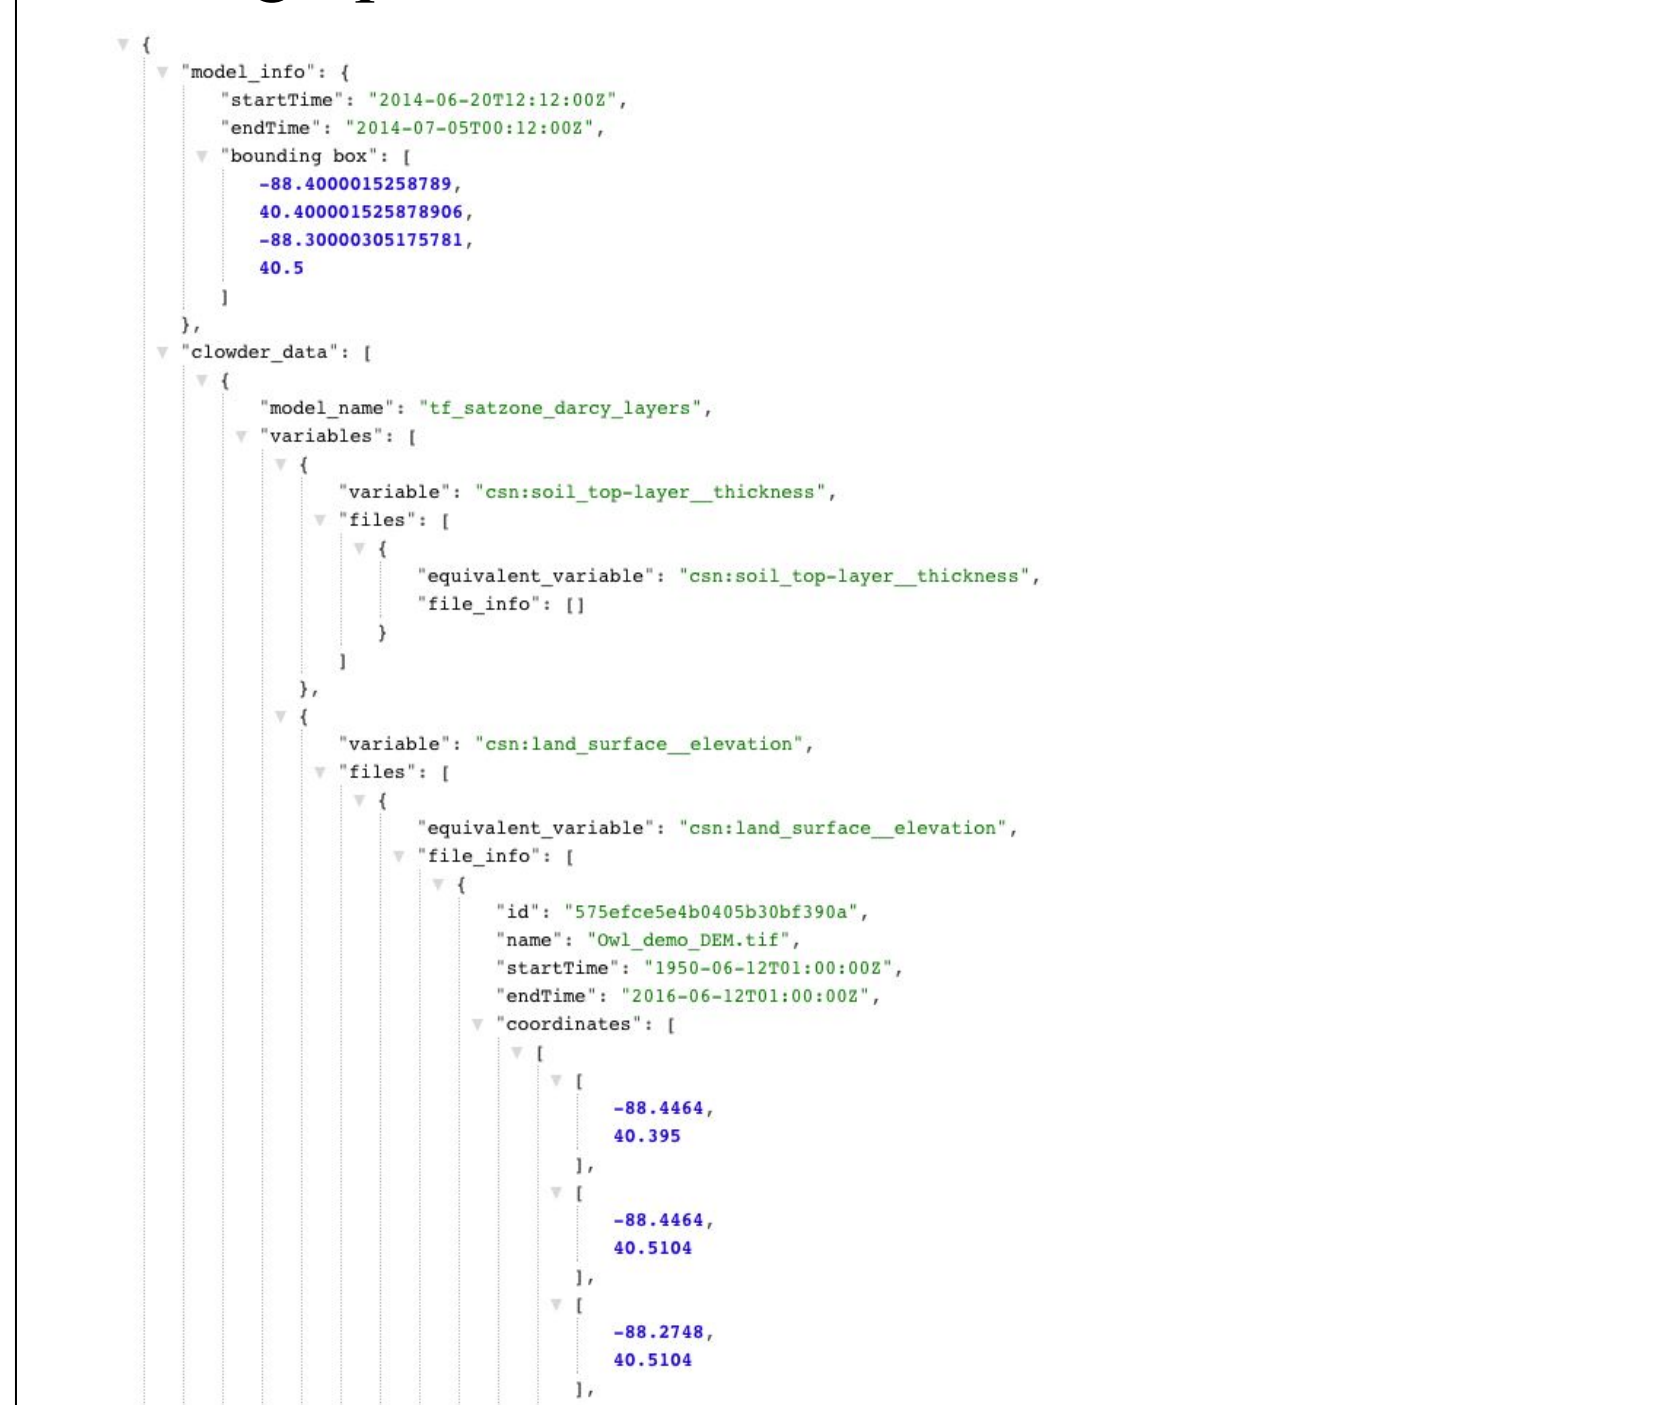 {
"model_info": {
"startTime": "2014-06-20T12:12:00Z",
"endTime": "2014-07-05T00:12:00Z",
"bounding box": [
-88.4000015258789,
40.400001525878906,
-88.30000305175781,
40.5
]
},
"clowder_data": [
{
"model_name": "tf_satzone_darcy_layers",
"variables": [
{
"variable": "csn:soil_top-layer__thickness",
"files": [
{
"equivalent_variable": "csn:soil_top-layer__thickness",
"file_info": []
}
]
},
{
"variable": "csn:land_surface__elevation",
"files": [
{
"equivalent_variable": "csn:land_surface__elevation",
"file_info": [
{
"id": "575efce5e4b0405b30bf390a",
"name": "Owl_demo_DEM.tif",
"startTime": "1950-06-12T01:00:00Z",
"endTime": "2016-06-12T01:00:00Z",
"coordinates": [
[
[
-88.4464,
40.395
],
[
-88.4464,
40.5104
],
[
-88.2748,
40.5104
],